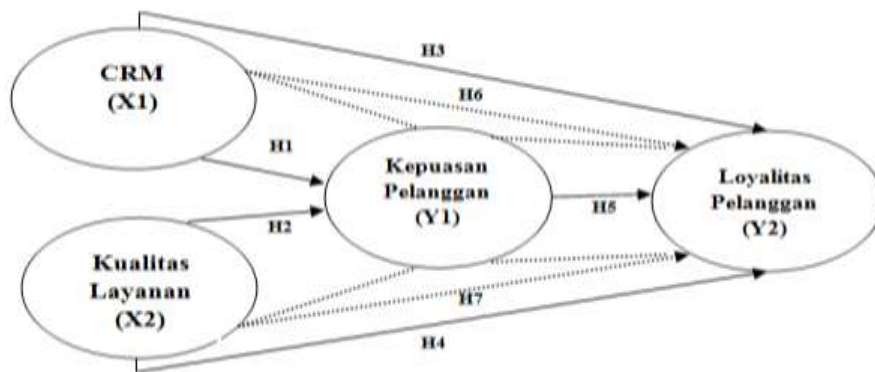 H3
CRM
(X1)
H6
H1
Kepuasan
Pelanggan
(Y1)
Loyalitas
Pelanggan
(Y2)
H5
H2
Kualitas
Layanan
(X2)
H7
H4